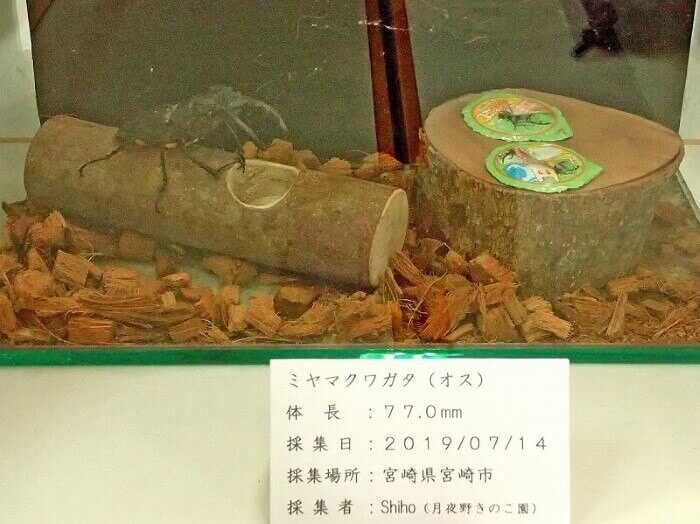 ミヤマクワガタ（オス）
体　長　：７７.０mm
採 集 日 ：２０１９/０７/１４
採集場所：宮崎県宮崎市
採 集 者 ：Shiho（月夜野きのこ園）